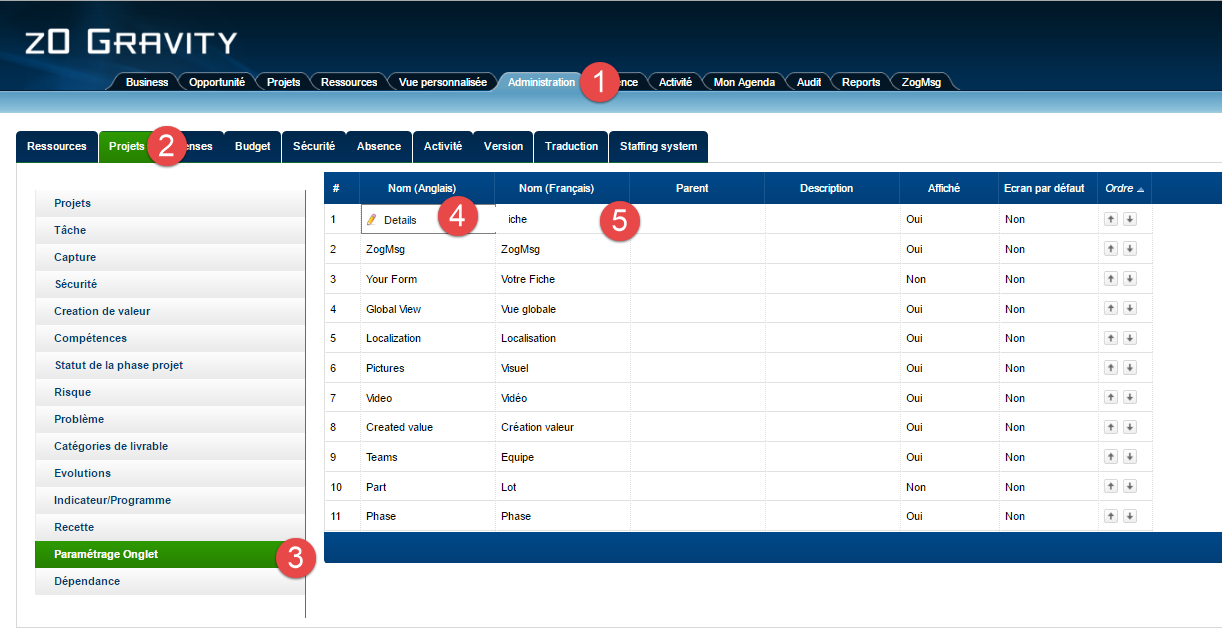 zO Gravity
Business Opportunité Projets Ressources Vue personnalisée Administration 1 ence Activité Mon Agenda Audit Reports ZogMsg
Ressources Projets 2 enses Budget Sécurité Absence Activité Version Traduction Staffing system
Projets
Tâche
Capture
Sécurité
Creation de valeur
Compétences
Statut de la phase projet
Risque
Problème
Catégories de livrable
Evolutions
Indicateur/Programme
Recette
Paramétrage Onglet 3
Dépendance
# Nom (Anglais) Nom (Français) Parent Description Affiché Ecran par défaut Ordre
1 Details 4 iche 5 Oui Non
2 ZogMsg ZogMsg Oui Non
3 Your Form Votre Fiche Non Non
4 Global View Vue globale Oui Non
5 Localization Localisation Oui Non
6 Pictures Visuel Oui Non
7 Video Vidéo Oui Non
8 Created value Création valeur Oui Non
9 Teams Equipe Oui Non
10 Part Lot Non Non
11 Phase Phase Oui Non